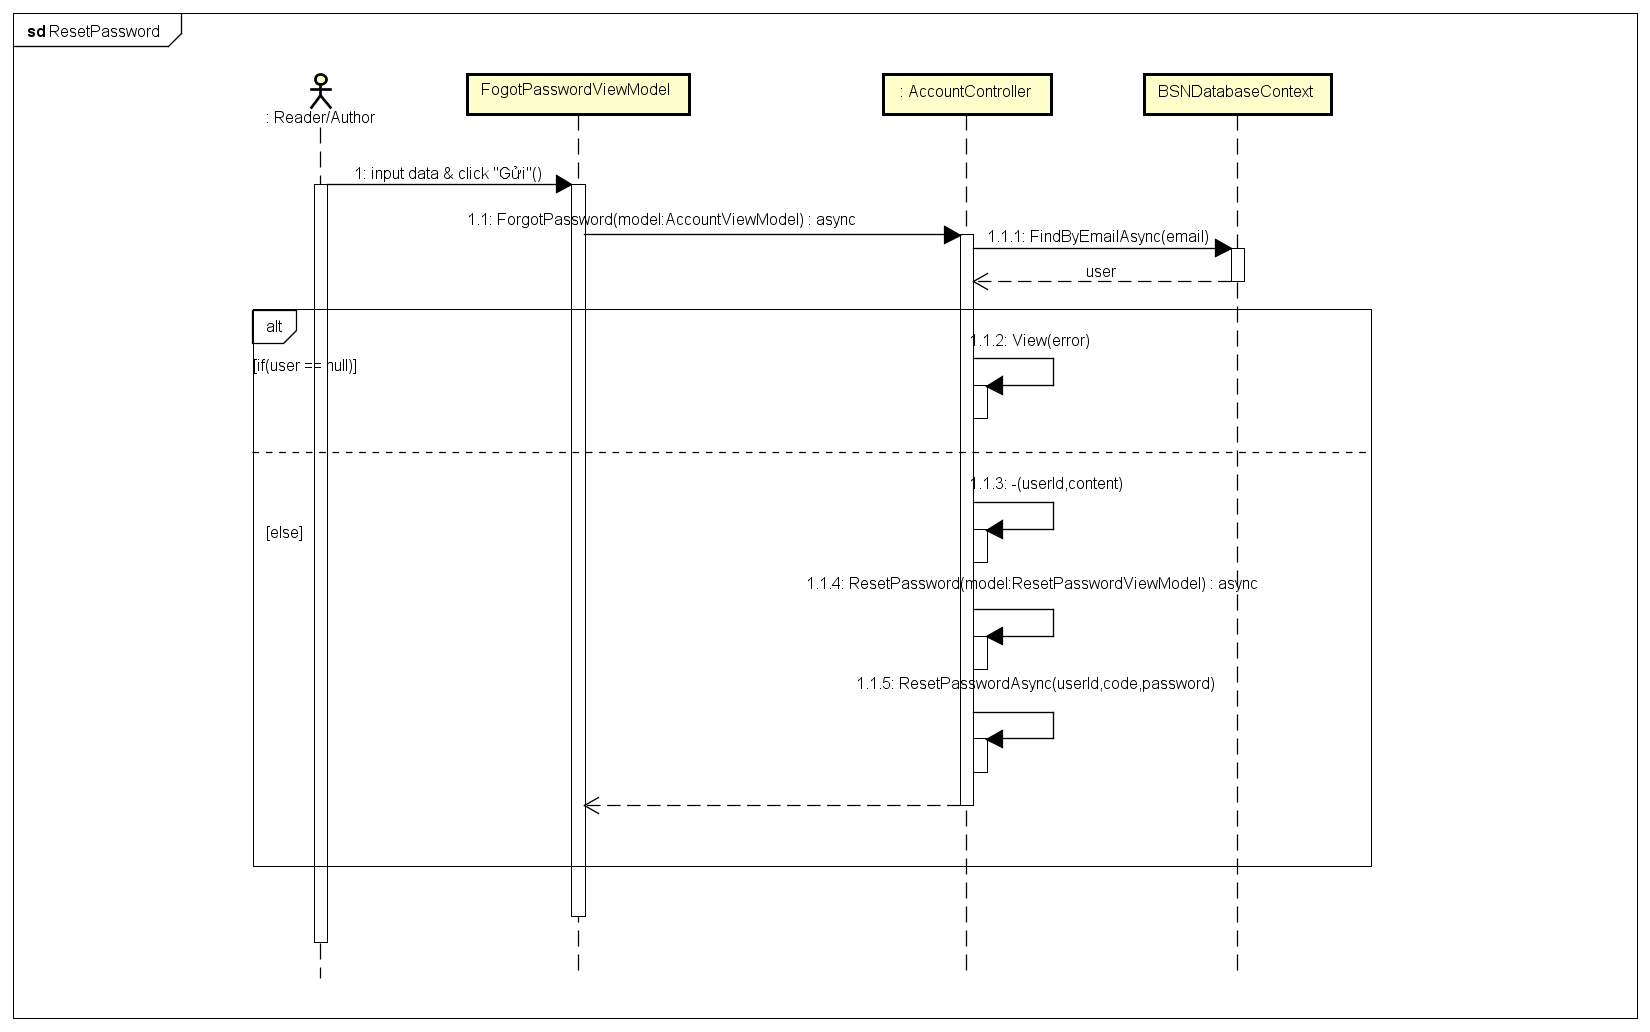 sd ResetPassword
: Reader/Author
FogotPasswordViewModel
: AccountController
BSNDatabaseContext
1: input data & click "Gửi"()
1.1: ForgotPassword(model:AccountViewModel) : async
1.1.1: FindByEmailAsync(email)
user
alt
1.1.2: View(error)
[if(user == null)]
1.1.3: -(userId,content)
[else]
1.1.4: ResetPassword(model:ResetPasswordViewModel) : async
1.1.5: ResetPasswordAsync(userId,code,password)